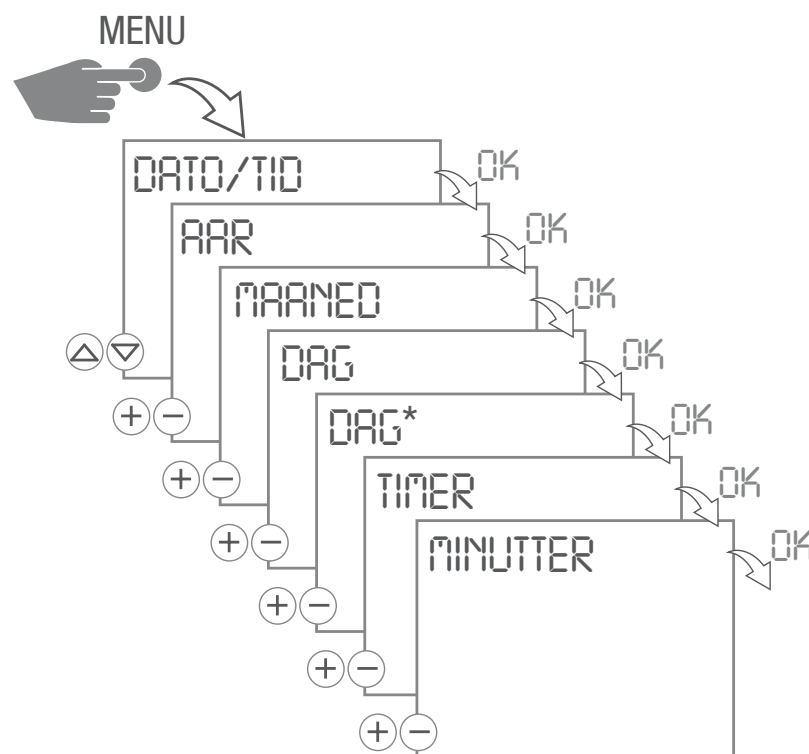 MENU
DATO/TID
OK
AAR
OK
MAANED
OK
DAG
OK
DAG*
OK
TIMER
OK
MINUTTER
OK